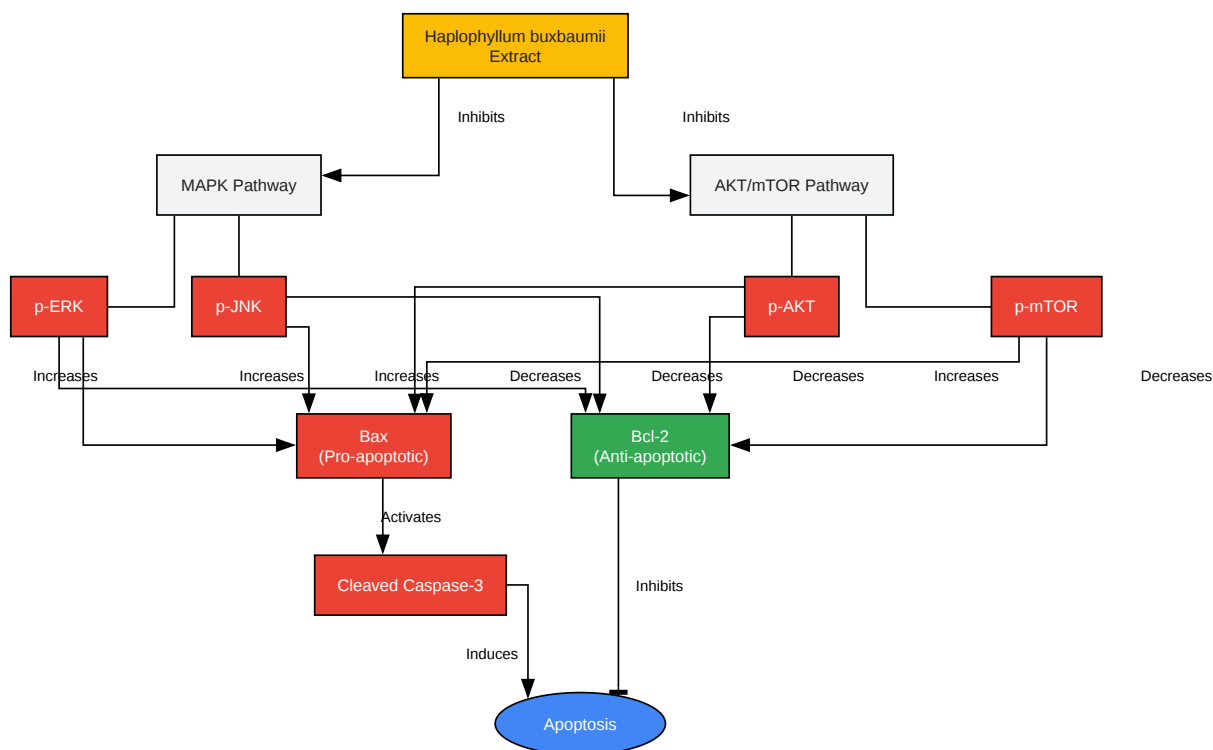 Haplophyllum buxbaumii
Extract
Inhibits
Inhibits
MAPK Pathway
AKT/mTOR Pathway
p-ERK
p-JNK
p-AKT
p-mTOR
Increases
Increases
Increases
Decreases
Decreases
Decreases
Increases
Decreases
Bax
(Pro-apoptotic)
Bcl-2
(Anti-apoptotic)
Activates
Cleaved Caspase-3
Inhibits
Induces
Apoptosis